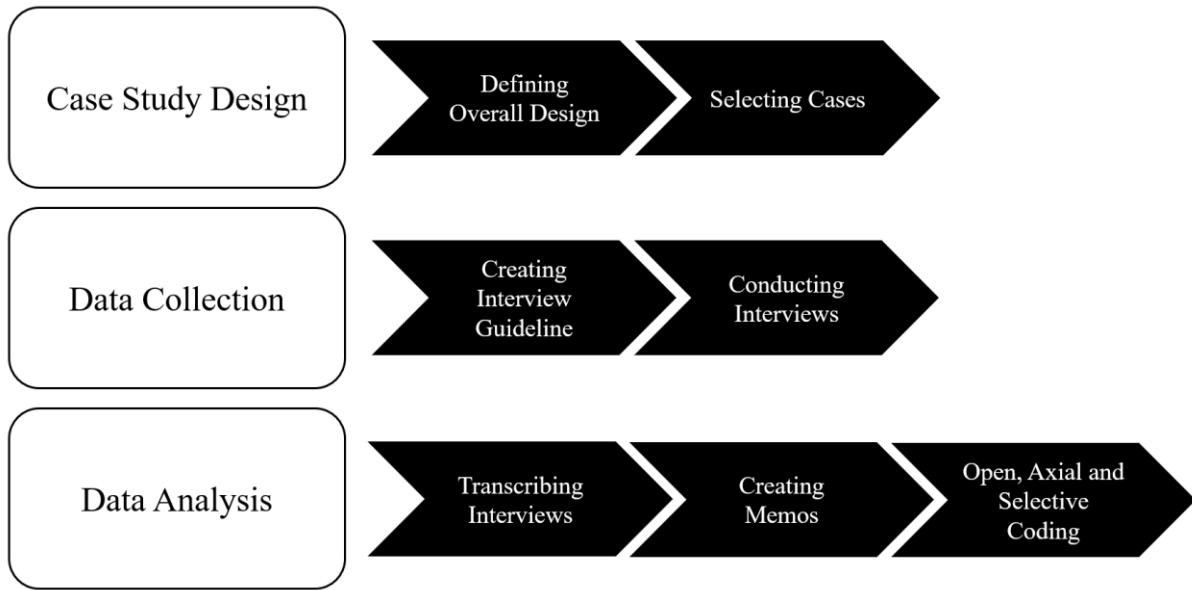 Case Study Design
Defining
Overall Design
Selecting Cases
Data Collection
Creating
Interview
Guideline
Conducting
Interviews
Data Analysis
Transcribing
Interviews
Creating
Memos
Open, Axial and
Selective
Coding